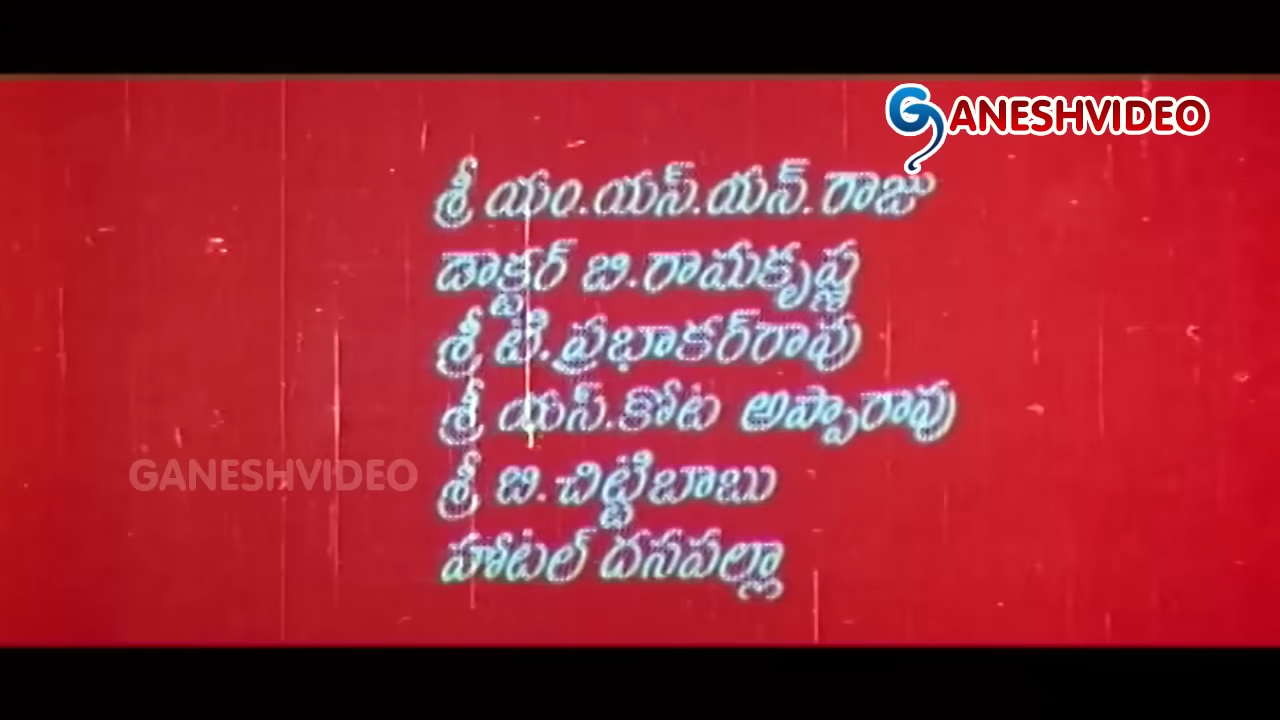 GANESHVIDEO
శ్రీ యం.యస్.యన్.రాజు
డాక్టర్ బి.రామకృష్ణ
శ్రీ టి.ప్రభాకర్‌రావు
శ్రీ యస్.కోట అప్పారావు
GANESHVIDEO
శ్రీ బి.చిట్టిబాబు
హోటల్ దసపల్లా